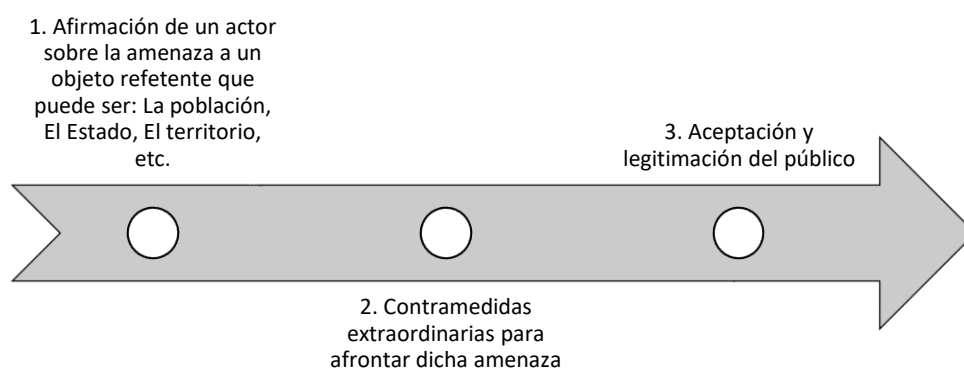 1. Afirmación de un actor
sobre la amenaza a un
objeto refetente que
puede ser: La población,
El Estado, El territorio,
etc.
2. Contramedidas
extraordinarias para
afrontar dicha amenaza
3. Aceptación y
legitimación del público